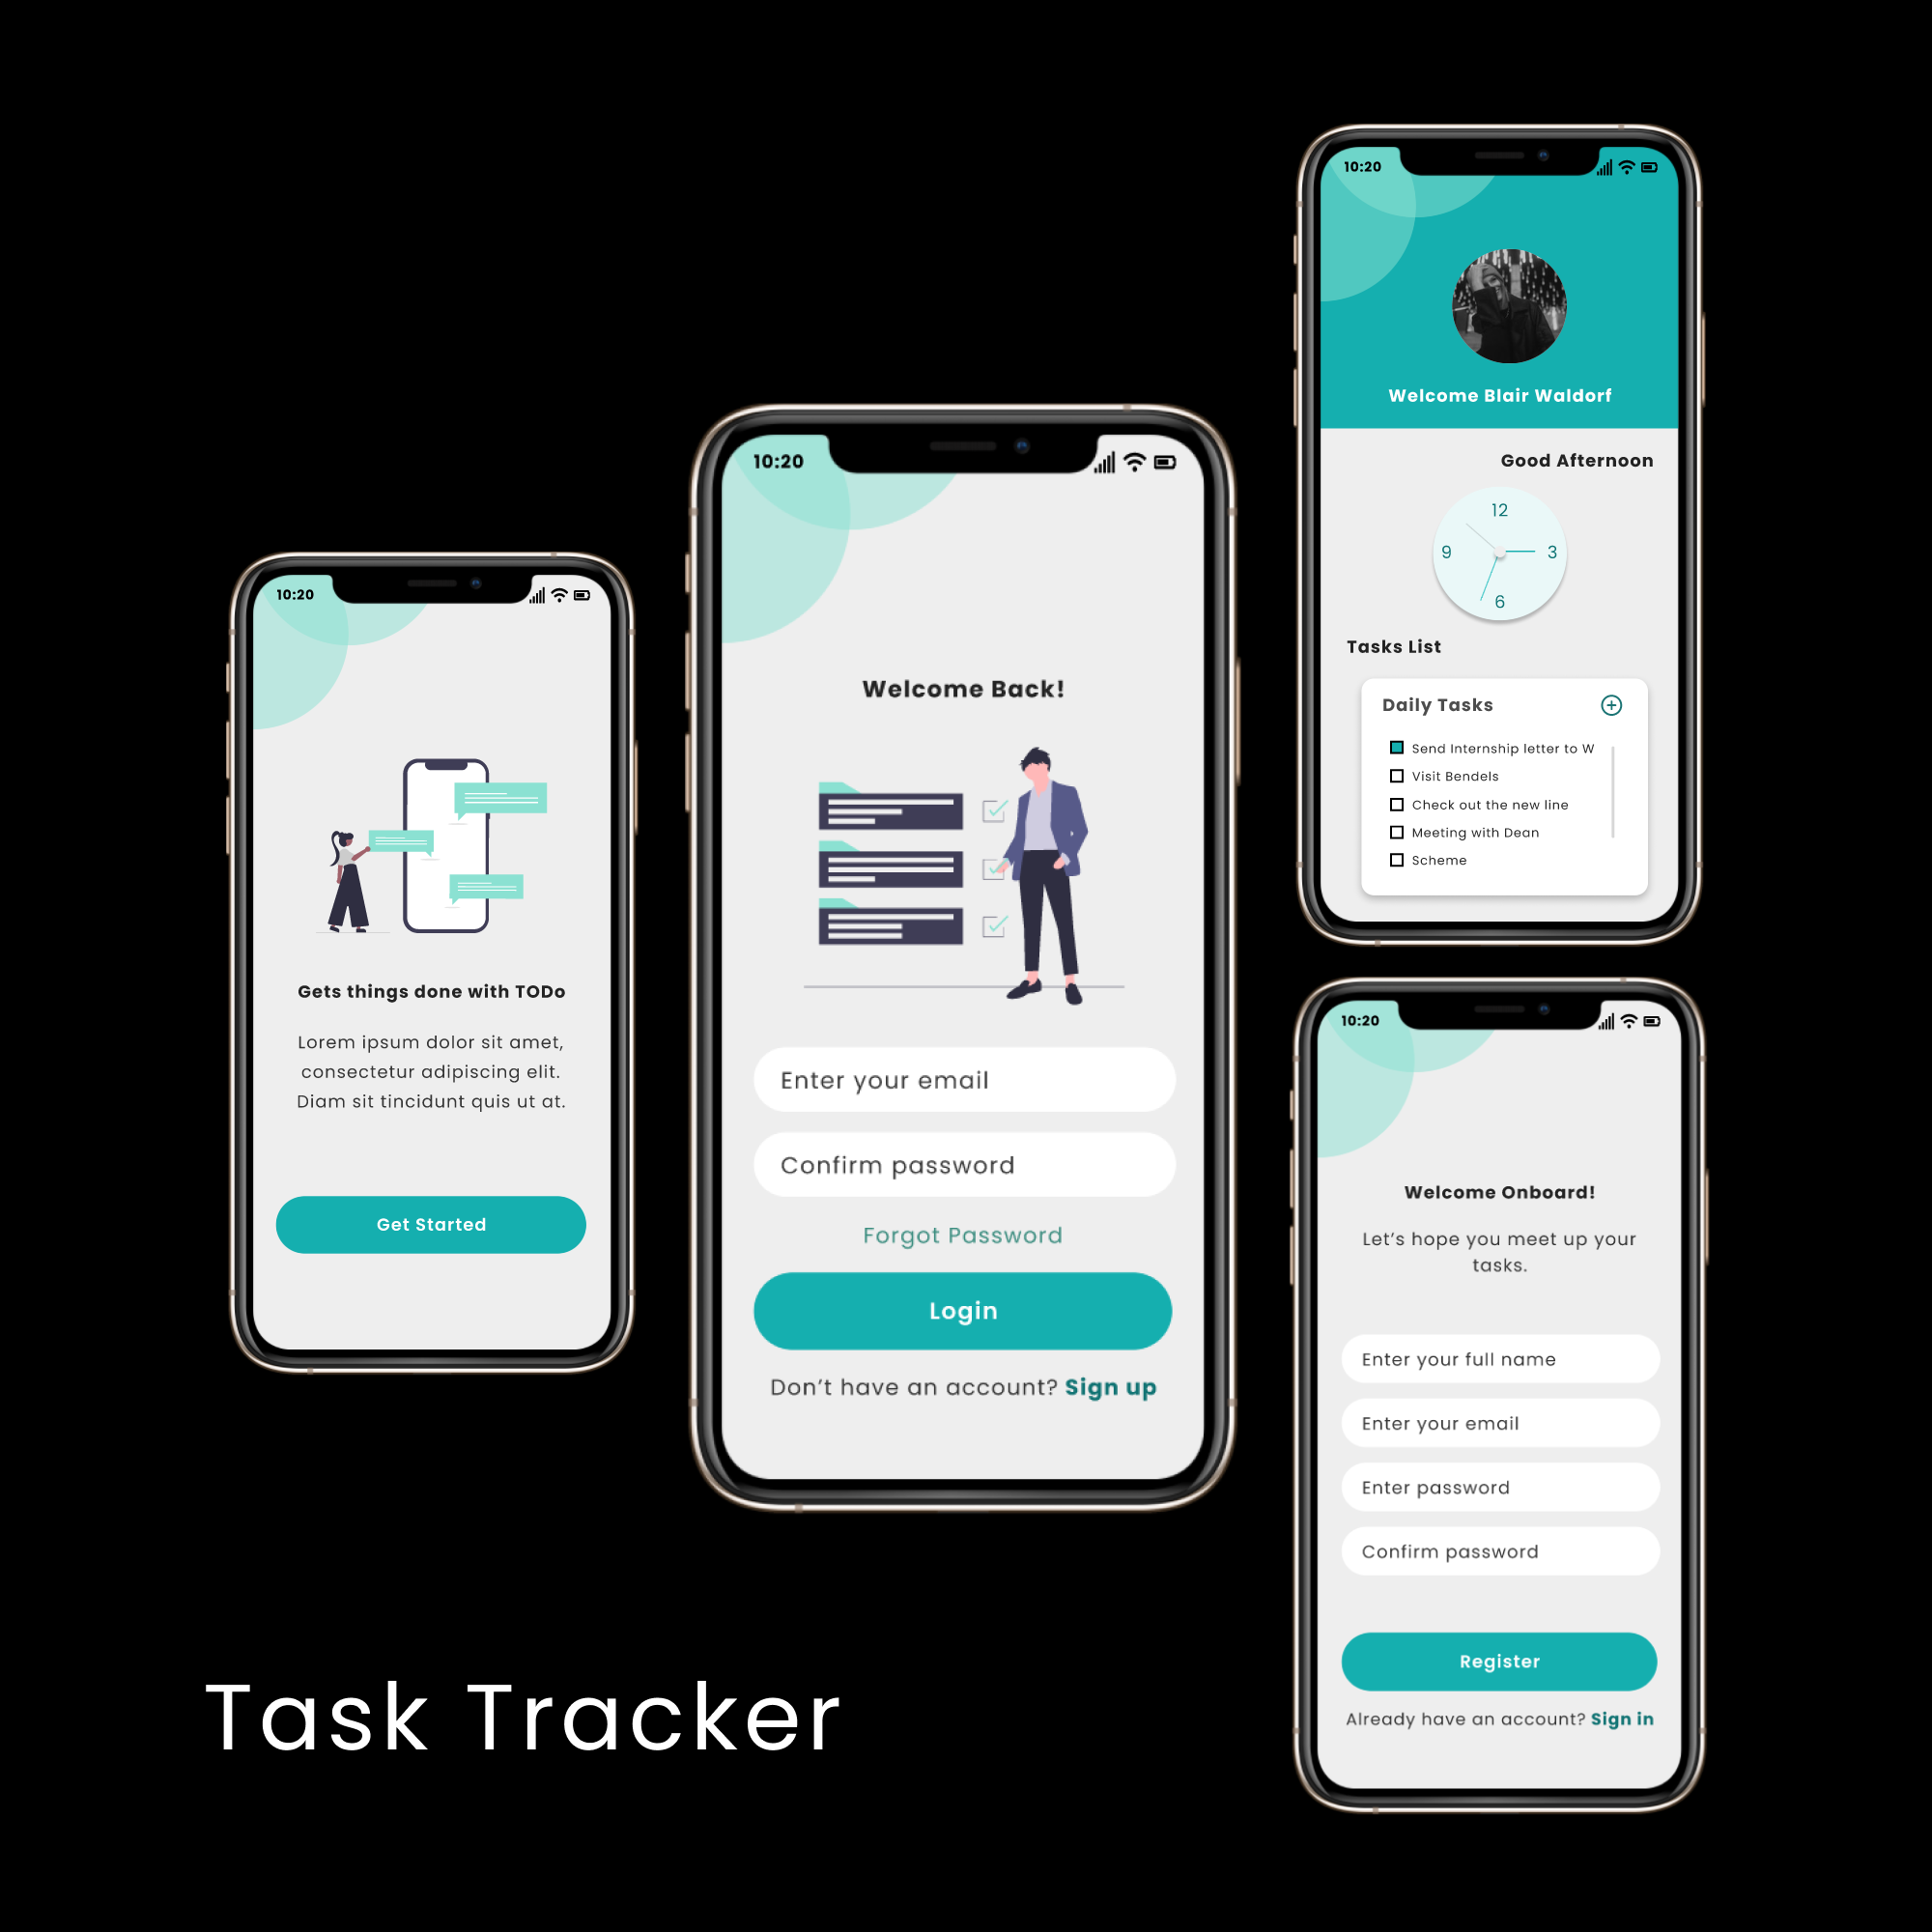 10:20
Gets things done with TODo
Lorem ipsum dolor sit amet,
consectetur adipiscing elit.
Diam sit tincidunt quis ut at.
Get Started
10:20
Welcome Back!
Enter your email
Confirm password
Forgot Password
Login
Don’t have an account? Sign up
10:20
Welcome Blair Waldorf
Good Afternoon
12
9
3
6
Tasks List
Daily Tasks
Send Internship letter to W
Visit Bendels
Check out the new line
Meeting with Dean
Scheme
10:20
Welcome Onboard!
Let’s hope you meet up your
tasks.
Enter your full name
Enter your email
Enter password
Confirm password
Register
Already have an account? Sign in
Task Tracker